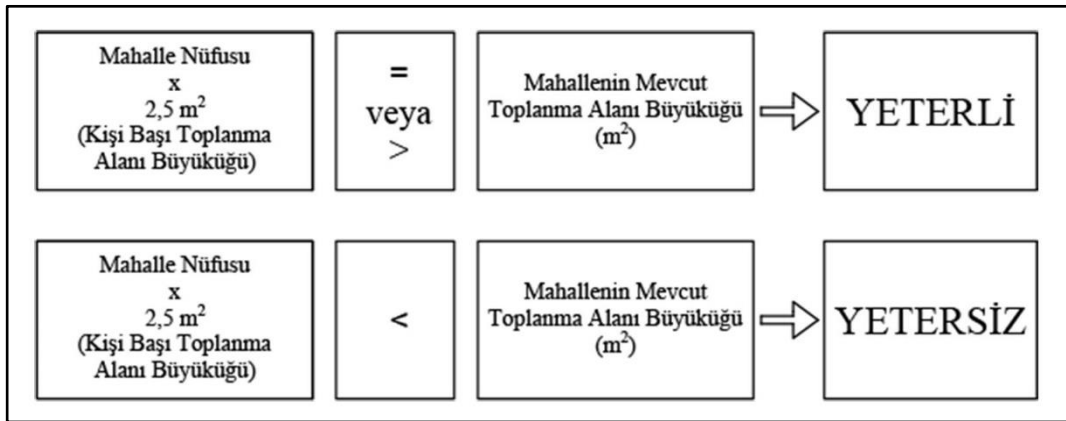 Mahalle Nüfusu
x
2,5 m²
(Kişi Başı Toplanma
Alanı Büyüküğü)
=
veya
>
Mahallenin Mevcut
Toplanma Alanı Büyüküğü
(m²)
YETERLİ
Mahalle Nüfusu
x
2,5 m²
(Kişi Başı Toplanma
Alanı Büyüküğü)
<
Mahallenin Mevcut
Toplanma Alanı Büyüküğü
(m²)
YETERSİZ